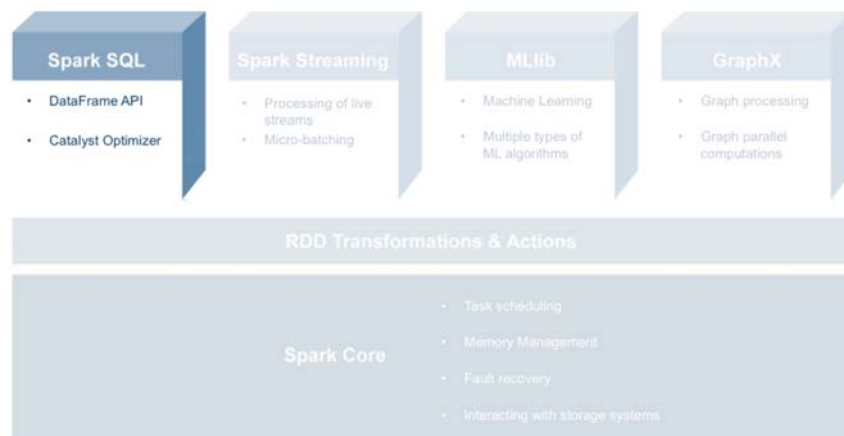 Spark SQL
• DataFrame API
• Catalyst Optimizer
Spark Streaming
• Processing of live
streams
• Micro-batching
MLlib
• Machine Learning
• Multiple types of
ML algorithms
GraphX
• Graph processing
• Graph parallel
computations
RDD Transformations & Actions
Spark Core
• Task scheduling
• Memory Management
• Fault recovery
• Interacting with storage systems